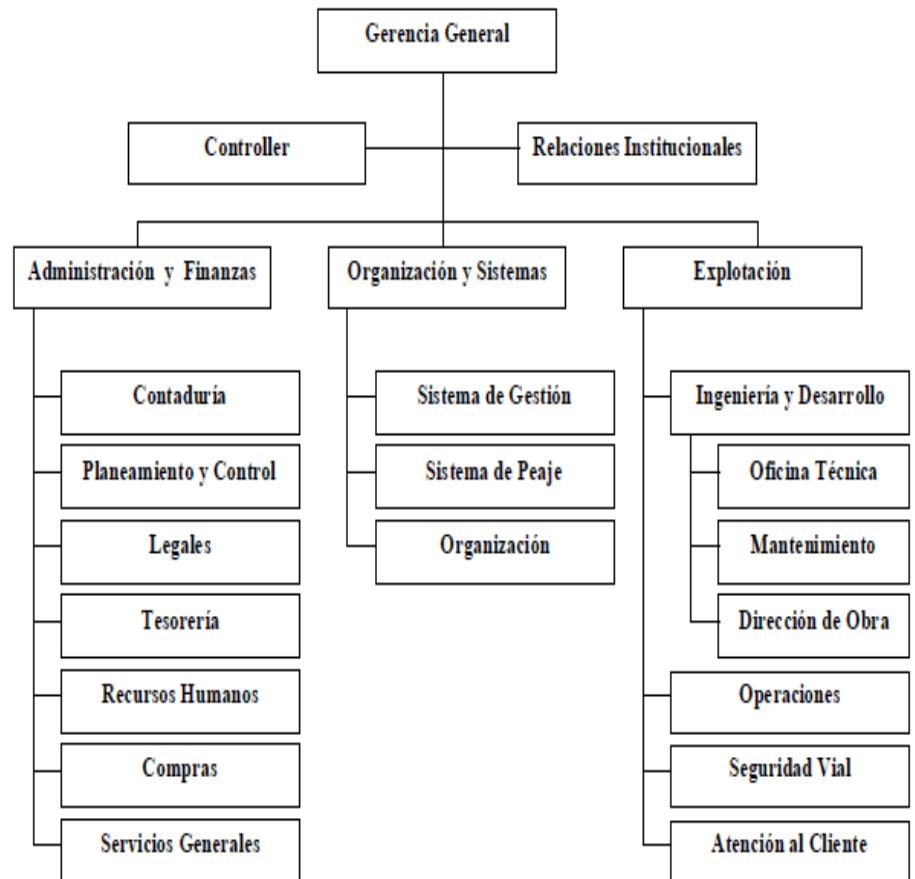 Gerencia General
Controller
Relaciones Institucionales
Administración y Finanzas
Organización y Sistemas
Explotación
Contaduría
Planeamiento y Control
Legales
Tesorería
Recursos Humanos
Compras
Servicios Generales
Sistema de Gestión
Sistema de Peaje
Organización
Ingeniería y Desarrollo
Oficina Técnica
Mantenimiento
Dirección de Obra
Operaciones
Seguridad Vial
Atención al Cliente